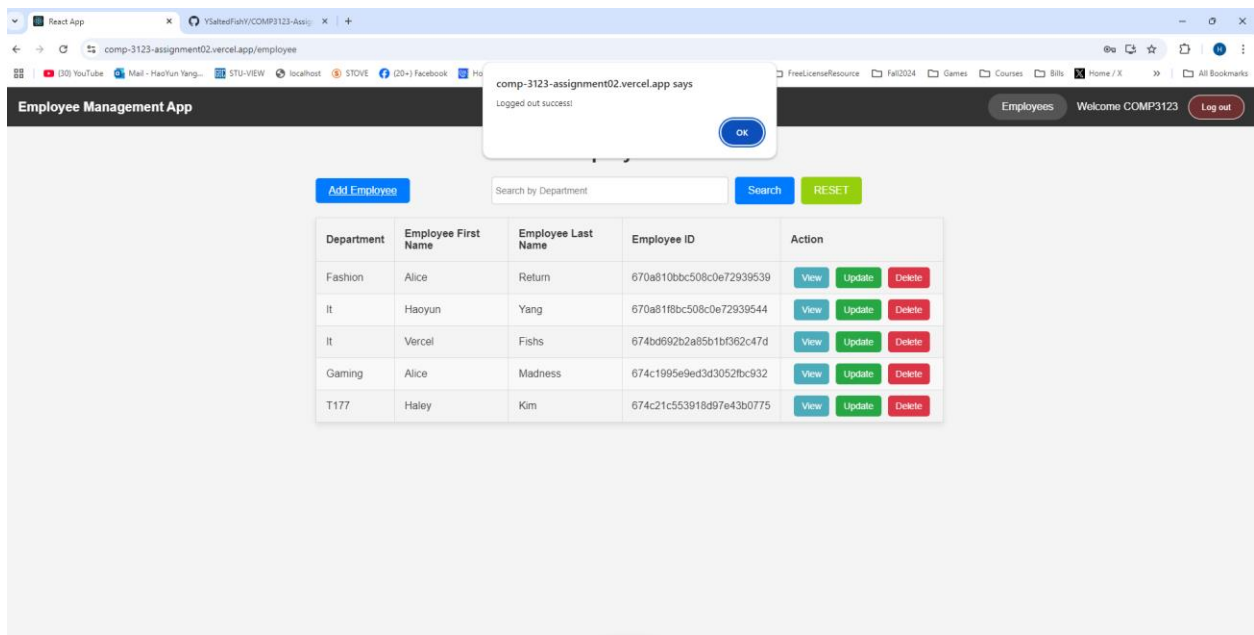 React App
YSaltedFishY/COMP3123-Assig
comp-3123-assignment02.vercel.app/employee
(30) YouTube Mail - HaoYun Yang... STU-VIEW localhost STOVE (20+) Facebook Ho FreeLicenseResource Fall2024 Games Courses Bills Home / X » All Bookmarks
comp-3123-assignment02.vercel.app says
Logged out success!
OK
Employee Management App
Employees Welcome COMP3123 Log out
Add Employee Search by Department Search RESET
Department Employee First Name Employee Last Name Employee ID Action
Fashion Alice Return 670a810bbc508c0e72939539 View Update Delete
It Haoyun Yang 670a81f8bc508c0e72939544 View Update Delete
It Vercel Fishs 674bd692b2a85b1bf362c47d View Update Delete
Gaming Alice Madness 674c1995e9ed3d3052fbc932 View Update Delete
T177 Haley Kim 674c21c553918d97e43b0775 View Update Delete